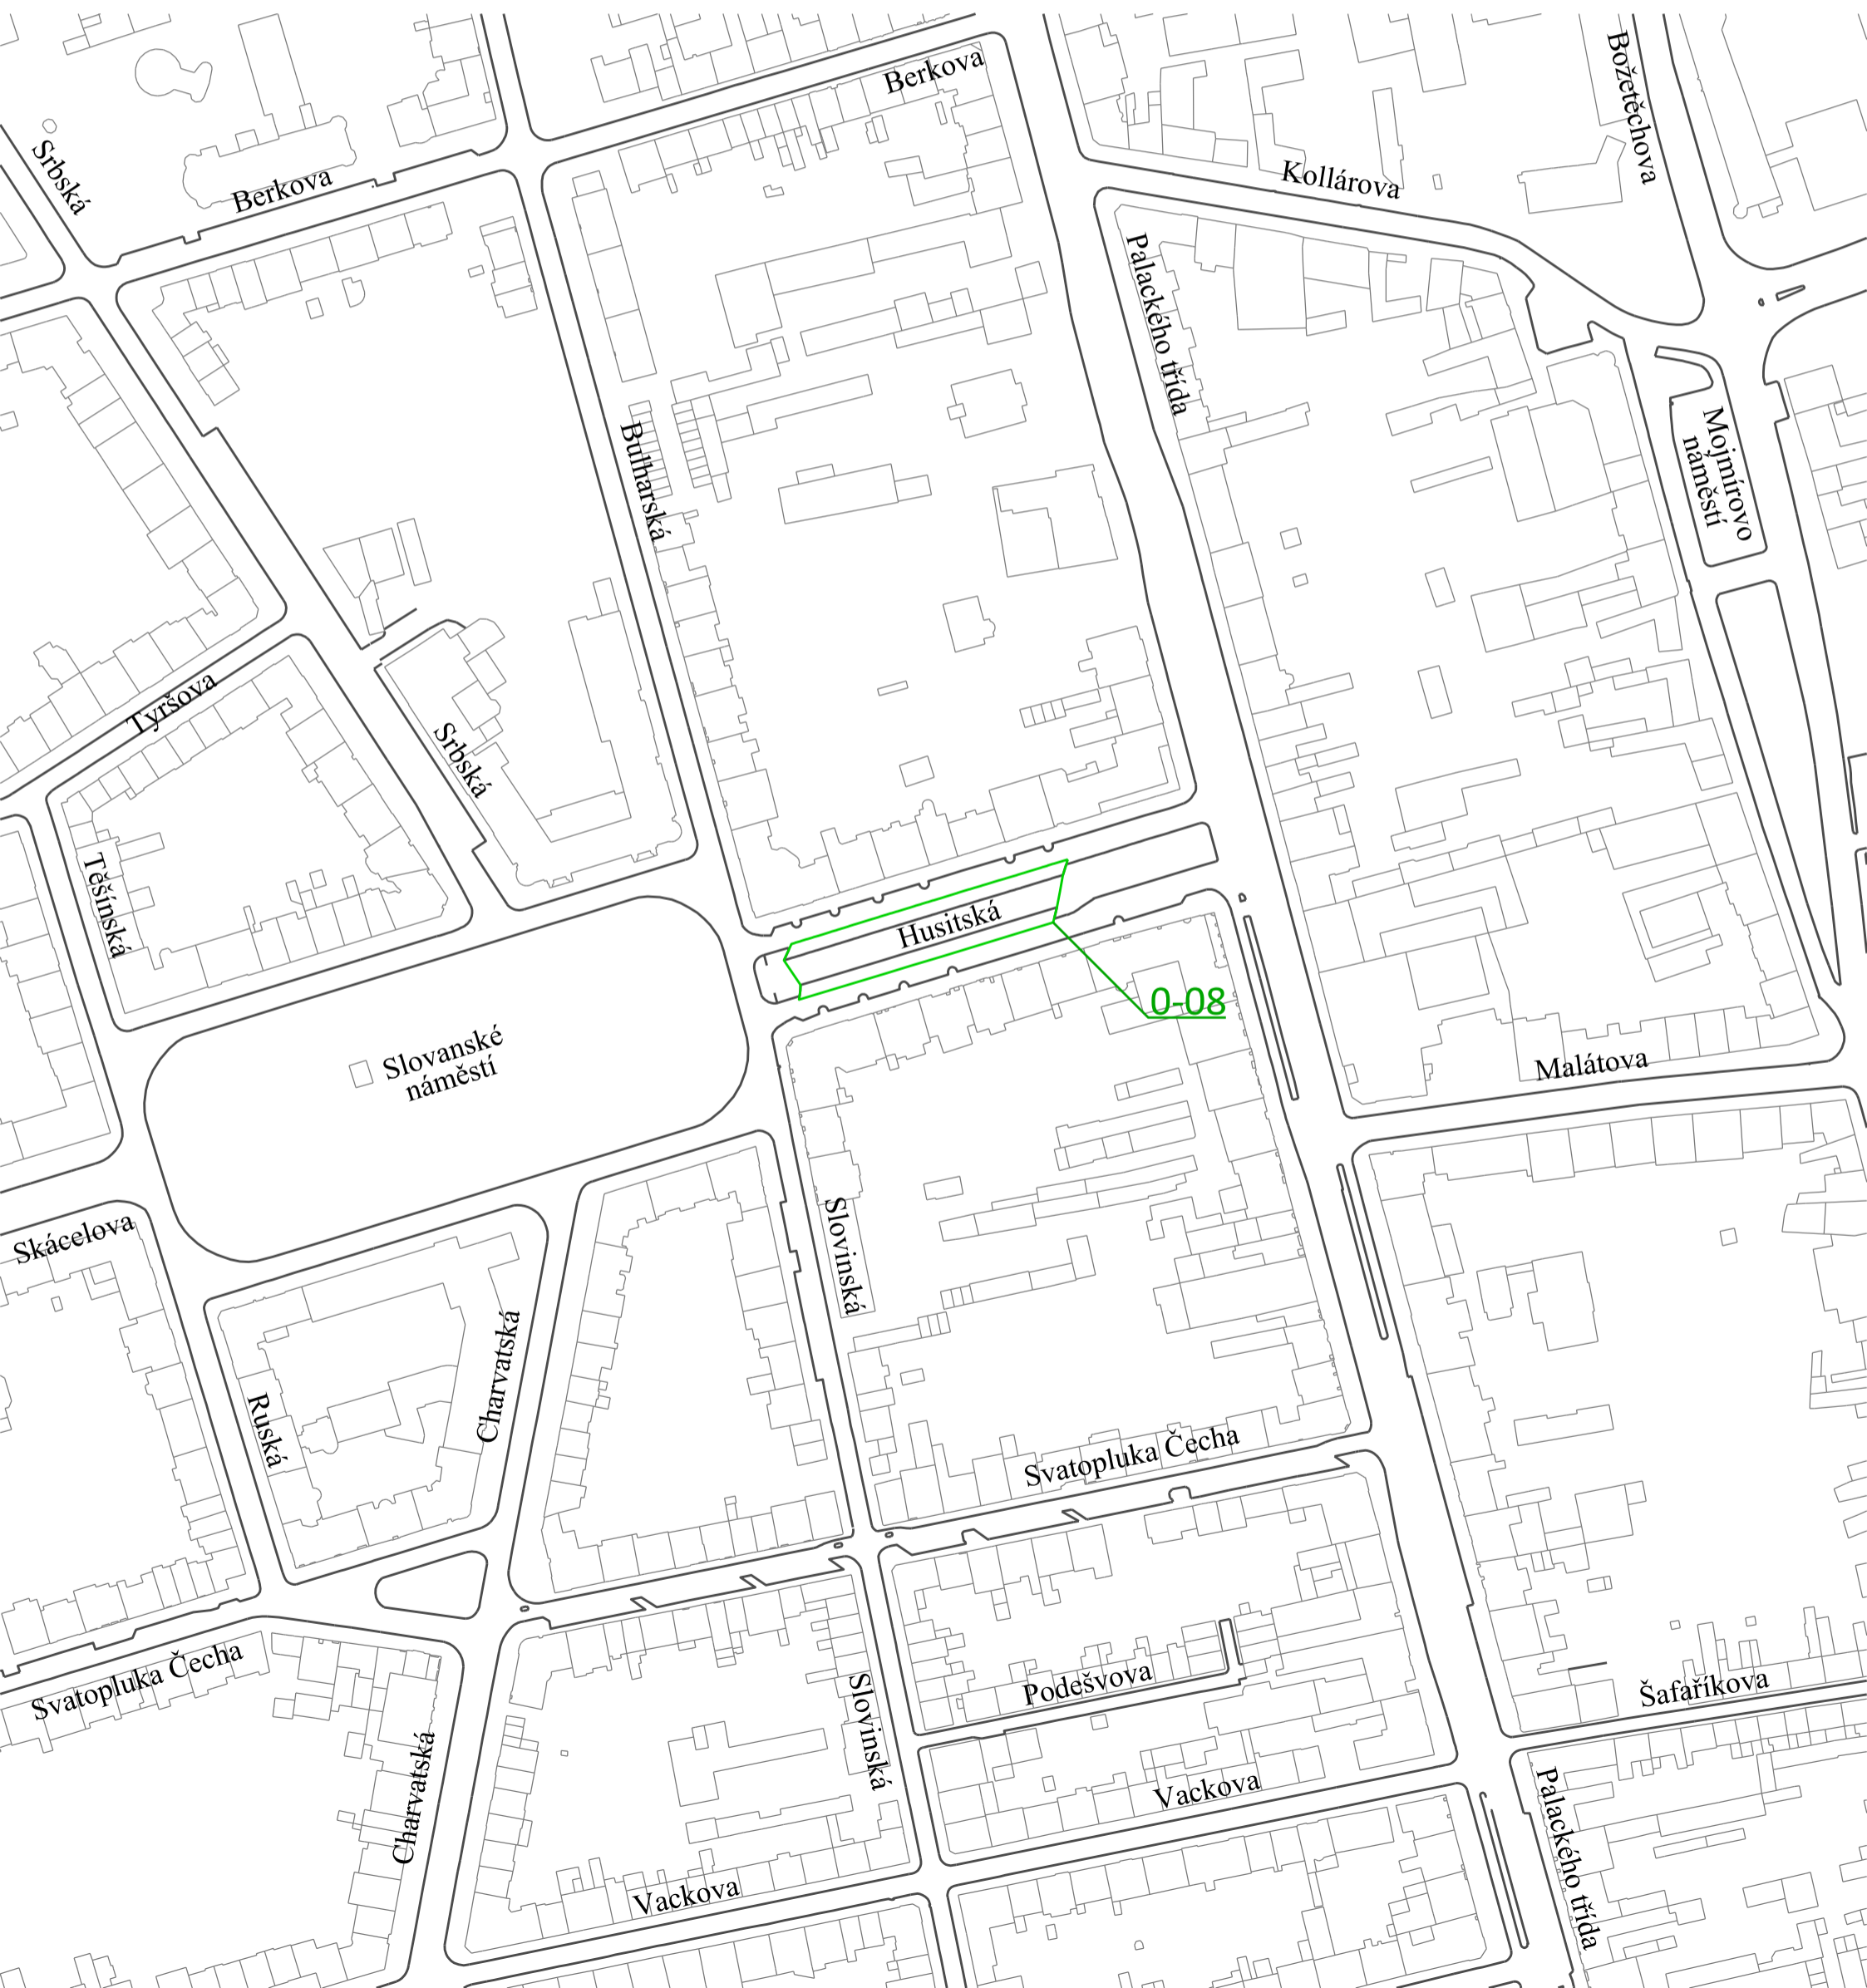 Berkova
Božetěchova
Srbská
Berkova
Kollárova
Palackého třída
Bulharská
Mojmírovo
náměstí
Tyršova
Srbská
Těšínská
Husitská
0-08
Slovanské
náměstí
Malátova
Skácelova
Slovinská
Charvatská
Ruská
Svatopluka Čecha
Svatopluka Čecha
Podešvova
Slovinská
Šafaříkova
Charvatská
Vackova
Palackého třída
Vackova